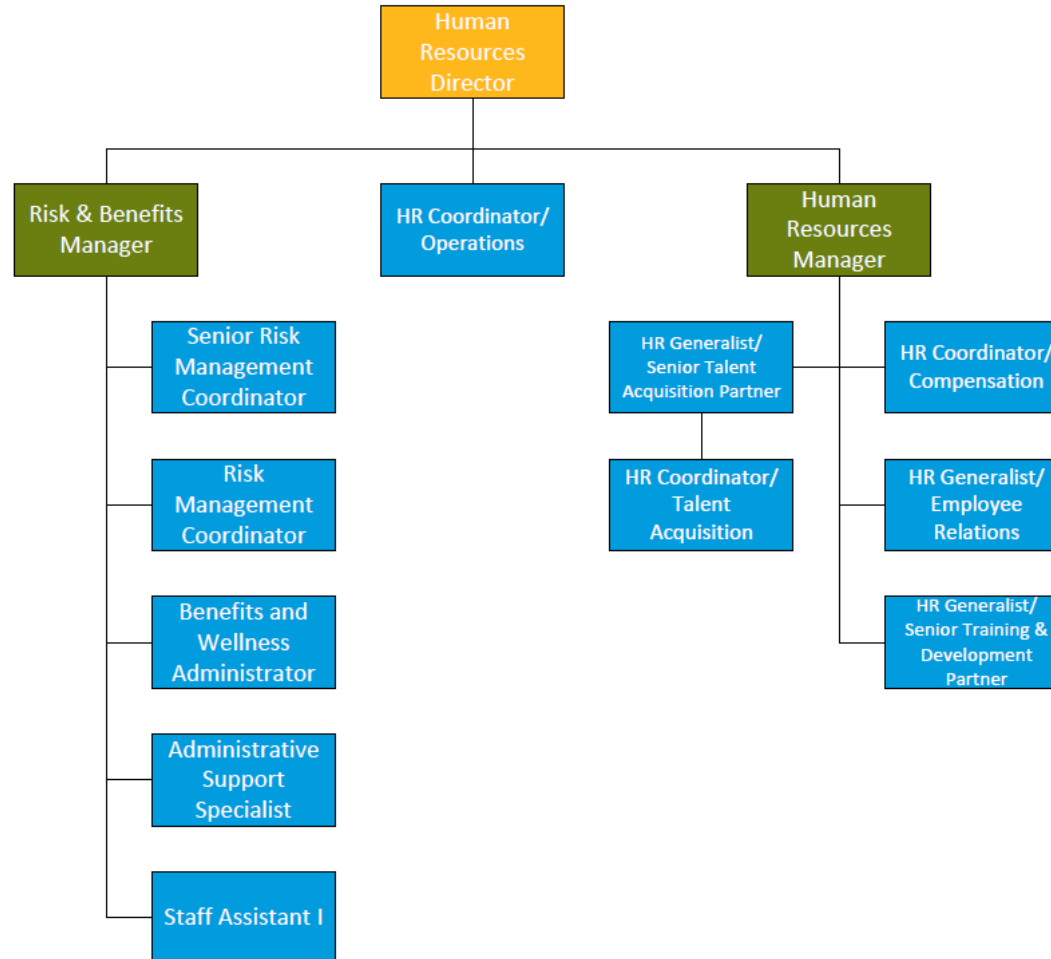 Human
Resources
Director
Risk & Benefits
Manager
HR Coordinator/
Operations
Human
Resources
Manager
Senior Risk
Management
Coordinator
HR Generalist/
Senior Talent
Acquisition Partner
HR Coordinator/
Compensation
Risk
Management
Coordinator
HR Coordinator/
Talent
Acquisition
HR Generalist/
Employee
Relations
Benefits and
Wellness
Administrator
HR Generalist/
Senior Training &
Development
Partner
Administrative
Support
Specialist
Staff Assistant I